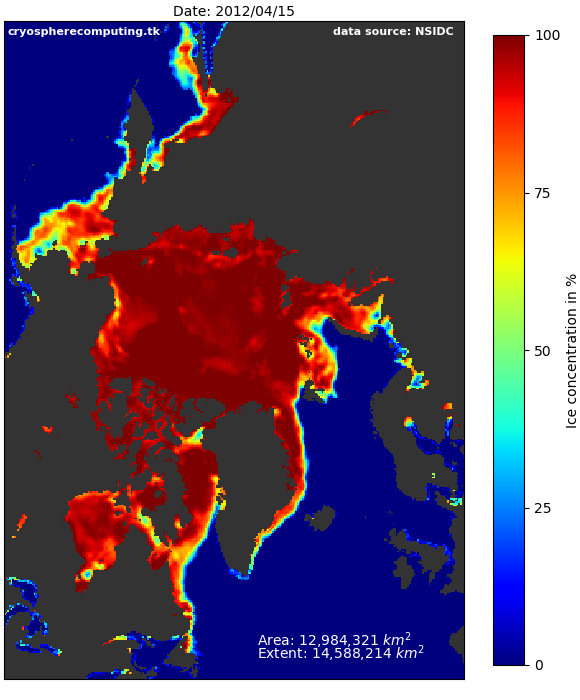 Date: 2012/04/15
cryospherecomputing.tk
data source: NSIDC
100
75
50
25
0
Ice concentration in %
Area: 12,984,321 km²
Extent: 14,588,214 km²